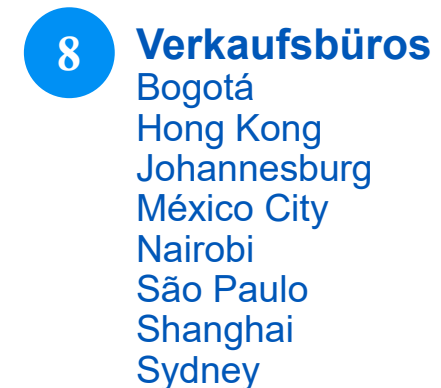 8
Verkaufsbüros
Bogotá
Hong Kong
Johannesburg
México City
Nairobi
São Paulo
Shanghai
Sydney